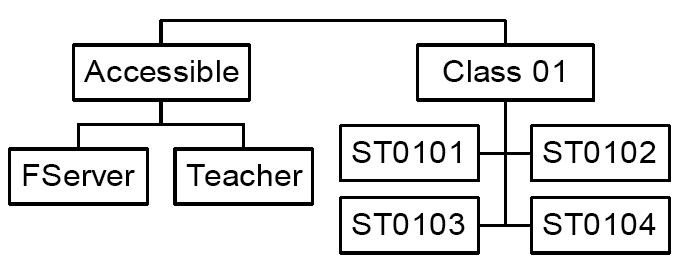 Accessible
Class 01
FServer
Teacher
ST0101
ST0102
ST0103
ST0104